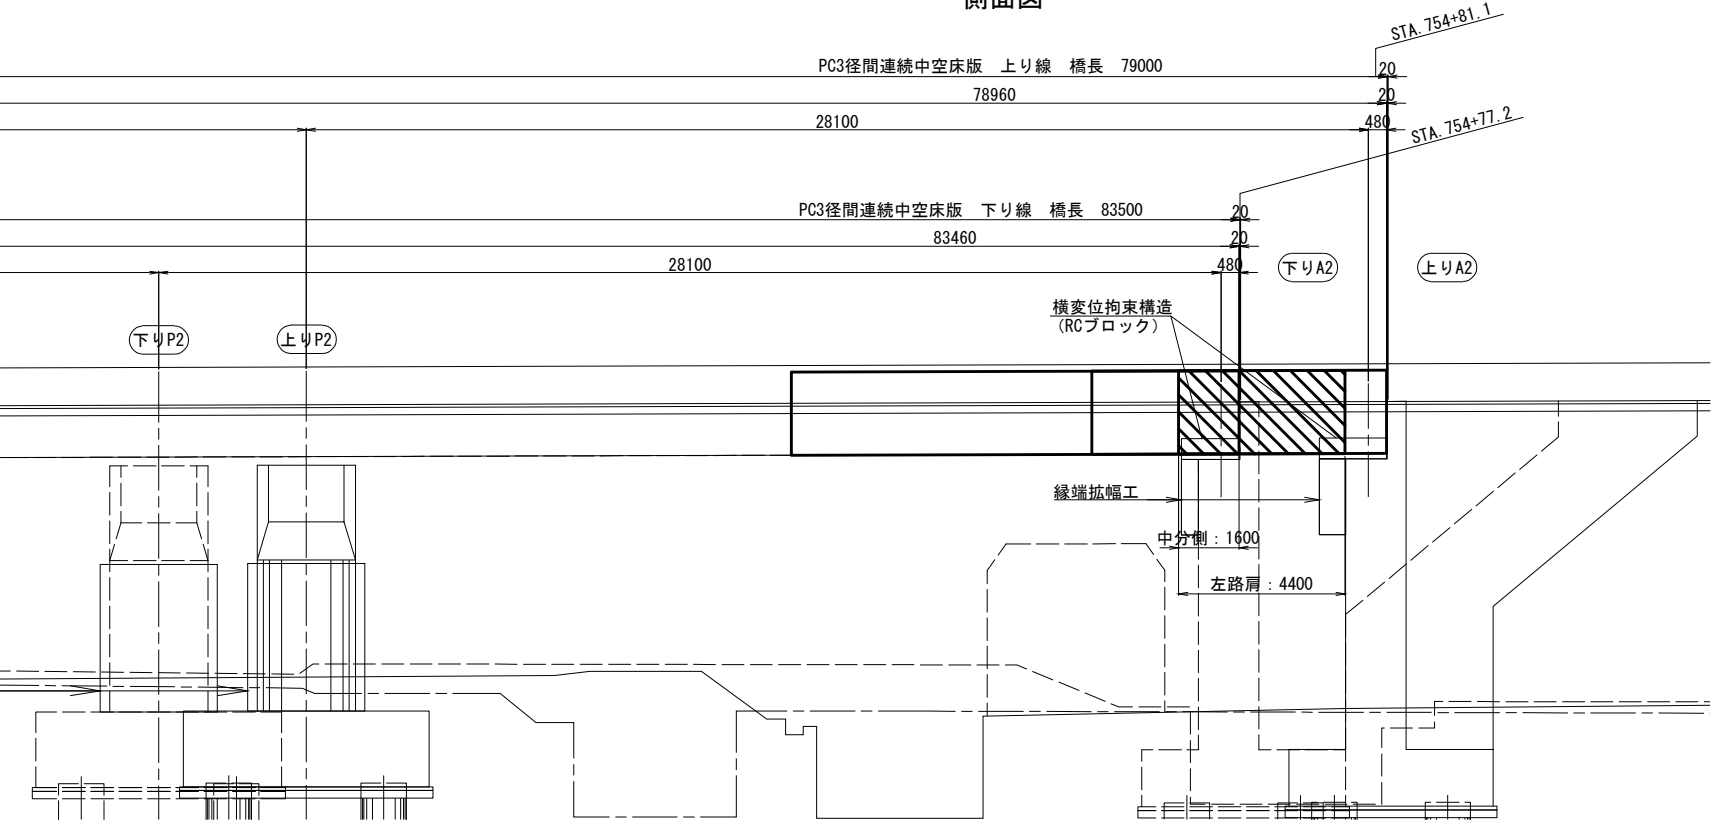 側面図
STA.754+81.1
PC3径間連続中空床版 上り線 橋長 79000
20
78960
20
28100
480
STA.754+77.2
PC3径間連続中空床版 下り線 橋長 83500
20
83460
20
28100
480
下りA2
上りA2
横変位拘束構造
(RCブロック)
下りP2
上りP2
縁端拡幅工
中分側：1600
左路肩：4400